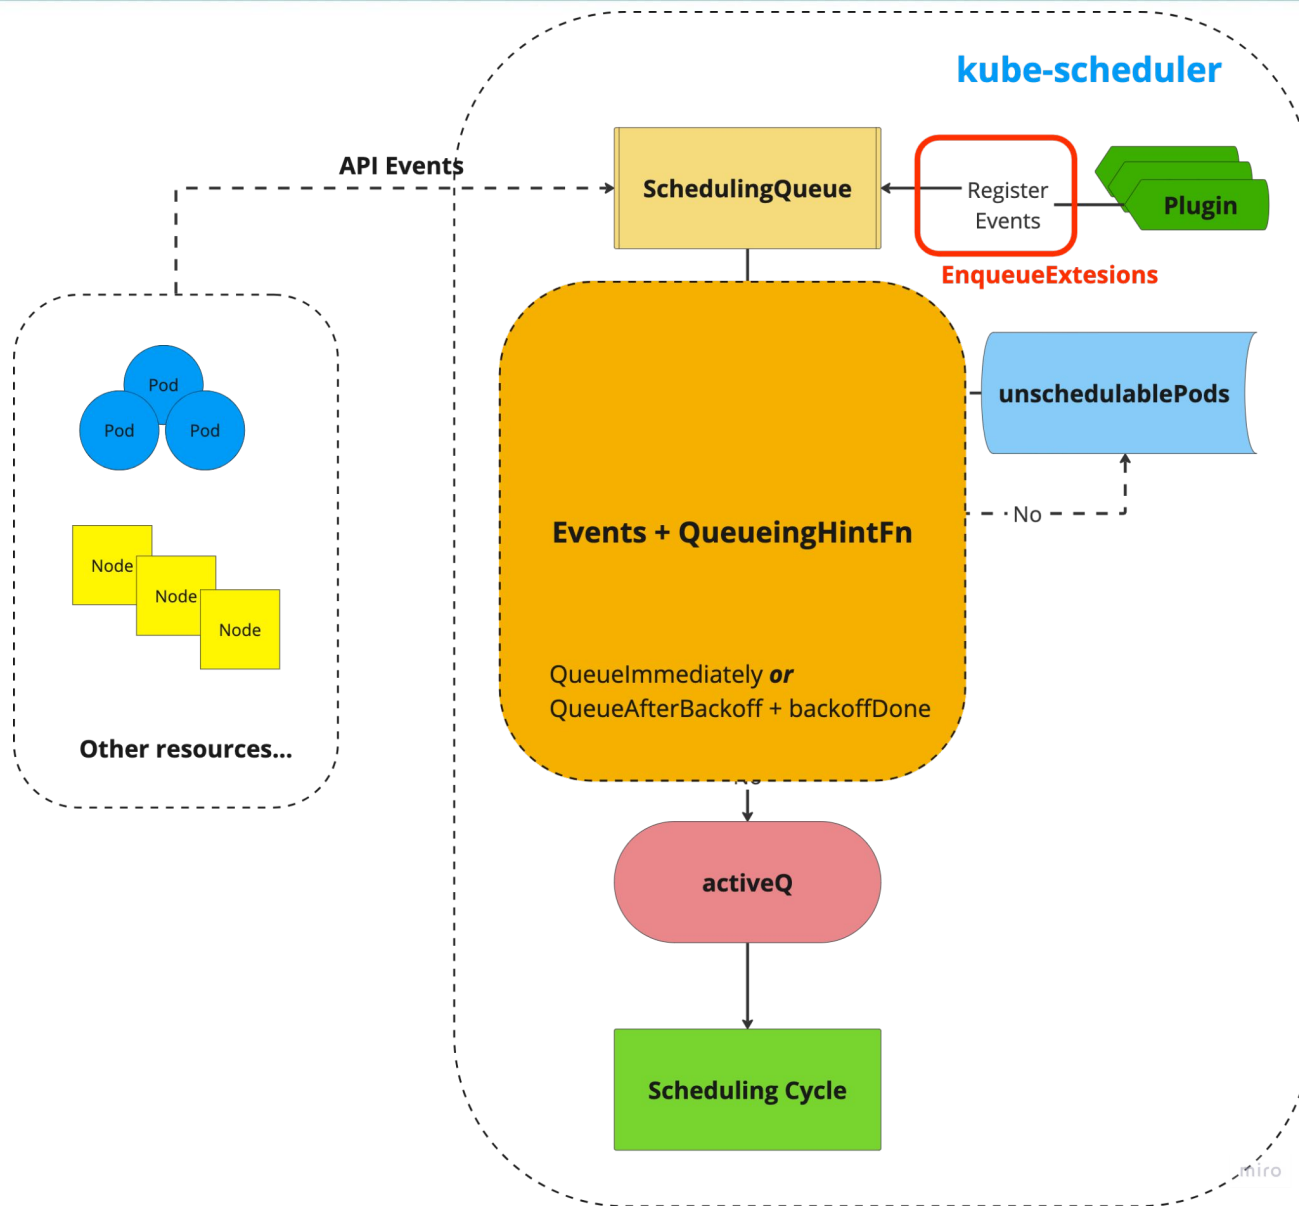 kube-scheduler
API Events
SchedulingQueue
Register
Events
Plugin
EnqueueExtesions
Pod
Pod
Pod
unschedulablePods
Events + QueueingHintFn
No
Node
Node
Node
QueueImmediately or
QueueAfterBackoff + backoffDone
Other resources...
activeQ
Scheduling Cycle
miro